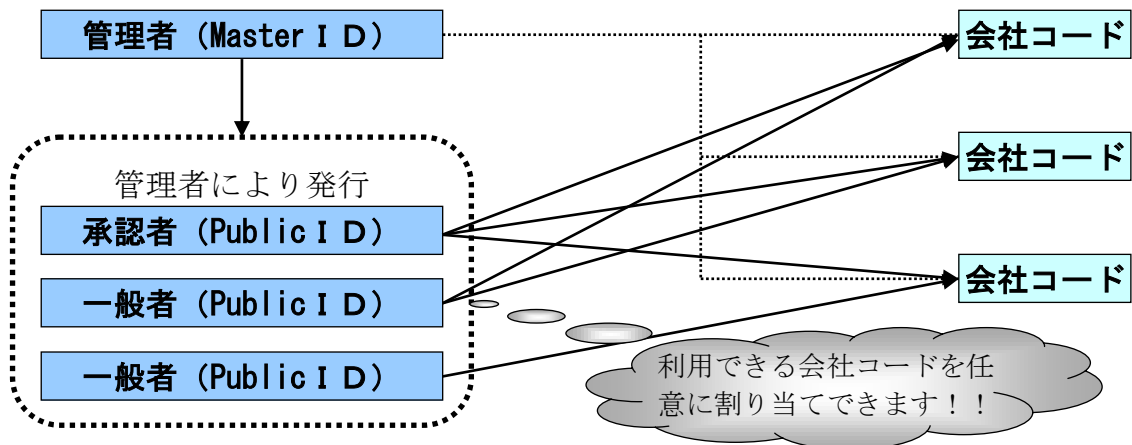 管理者（MasterＩＤ）
会社コード
会社コード
管理者により発行
承認者（PublicＩＤ）
一般者（PublicＩＤ）
会社コード
一般者（PublicＩＤ）
利用できる会社コードを任
意に割り当てできます！！